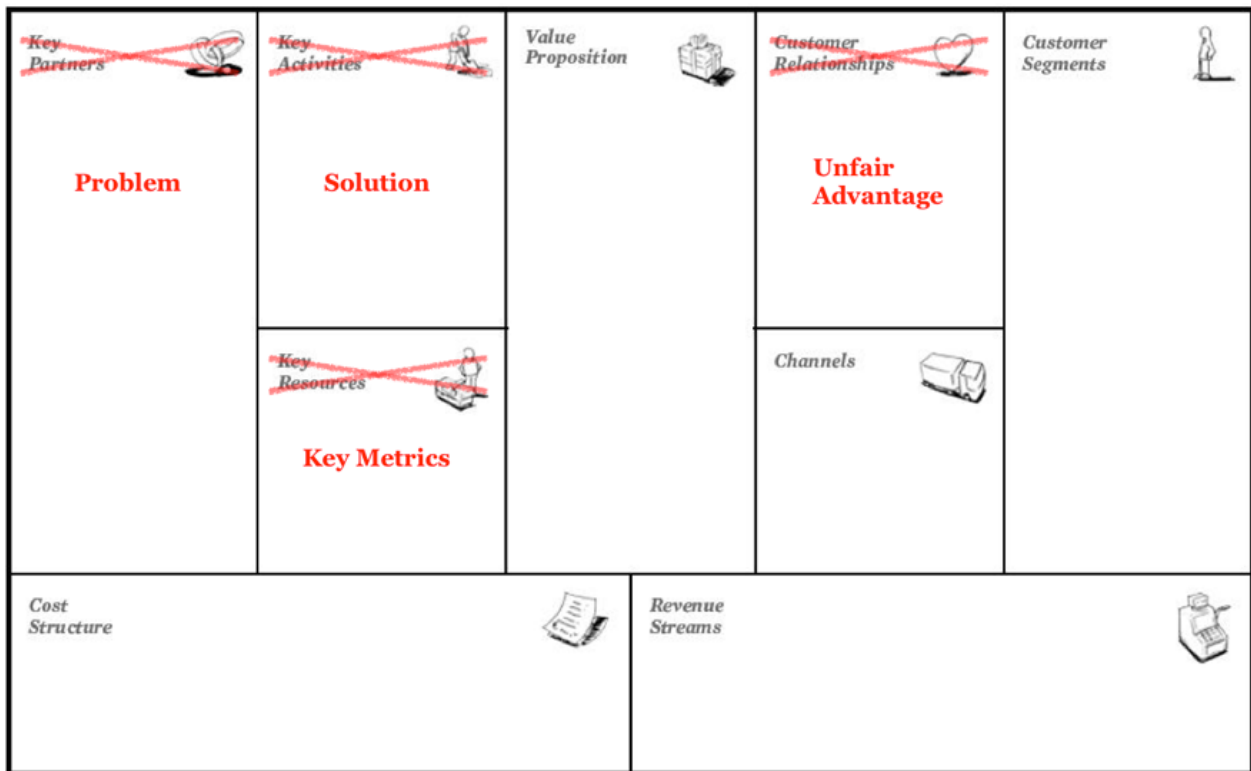 Key
Partners
Problem
Key
Activities
Solution
Key
Resources
Key Metrics
Value
Proposition
Customer
Relationships
Unfair
Advantage
Channels
Customer
Segments
Cost
Structure
Revenue
Streams